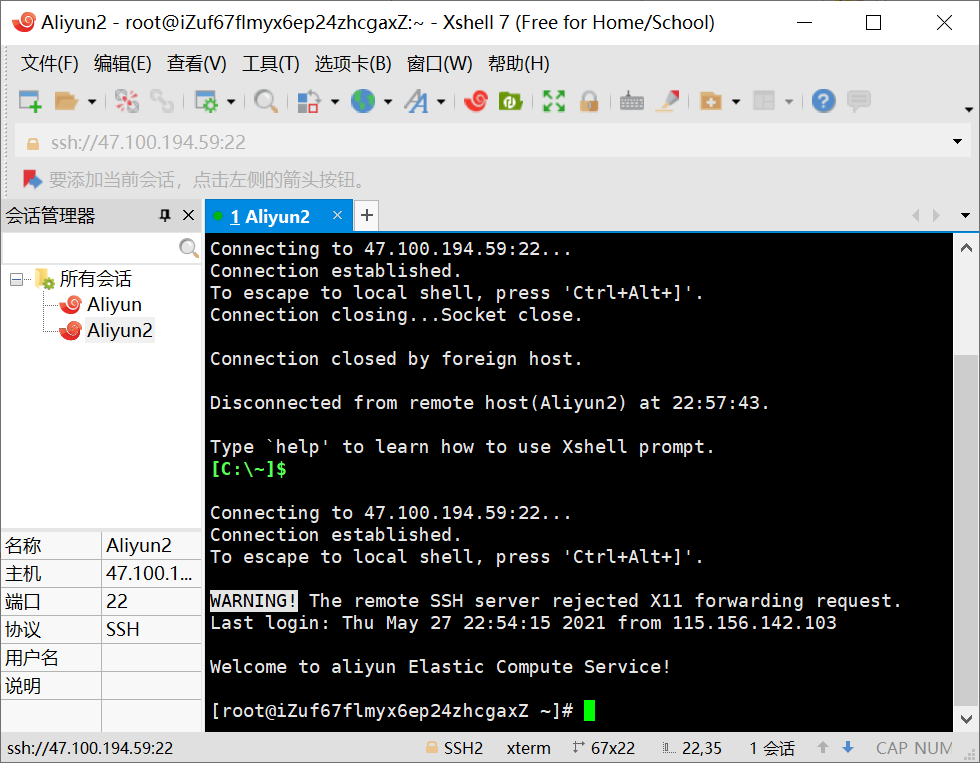 Aliyun2 - root@iZuf67flmyx6ep24zhcgaxZ:~ - Xshell 7 (Free for Home/School)
文件(F) 编辑(E) 查看(V) 工具(T) 选项卡(B) 窗口(W) 帮助(H)
ssh://47.100.194.59:22
要添加当前会话，点击左侧的箭头按钮。
会话管理器
1 Aliyun2
所有会话
Aliyun
Aliyun2
名称 Aliyun2
主机 47.100.1...
端口 22
协议 SSH
用户名
说明
Connecting to 47.100.194.59:22...
Connection established.
To escape to local shell, press 'Ctrl+Alt+]'.
Connection closing...Socket close.
Connection closed by foreign host.
Disconnected from remote host(Aliyun2) at 22:57:43.
Type `help' to learn how to use Xshell prompt.
[C:\~]$
Connecting to 47.100.194.59:22...
Connection established.
To escape to local shell, press 'Ctrl+Alt+]'.
WARNING! The remote SSH server rejected X11 forwarding request.
Last login: Thu May 27 22:54:15 2021 from 115.156.142.103
Welcome to aliyun Elastic Compute Service!
[root@iZuf67flmyx6ep24zhcgaxZ ~]#
ssh://47.100.194.59:22 SSH2 xterm 67x22 22,35 1 会话 CAP NUM